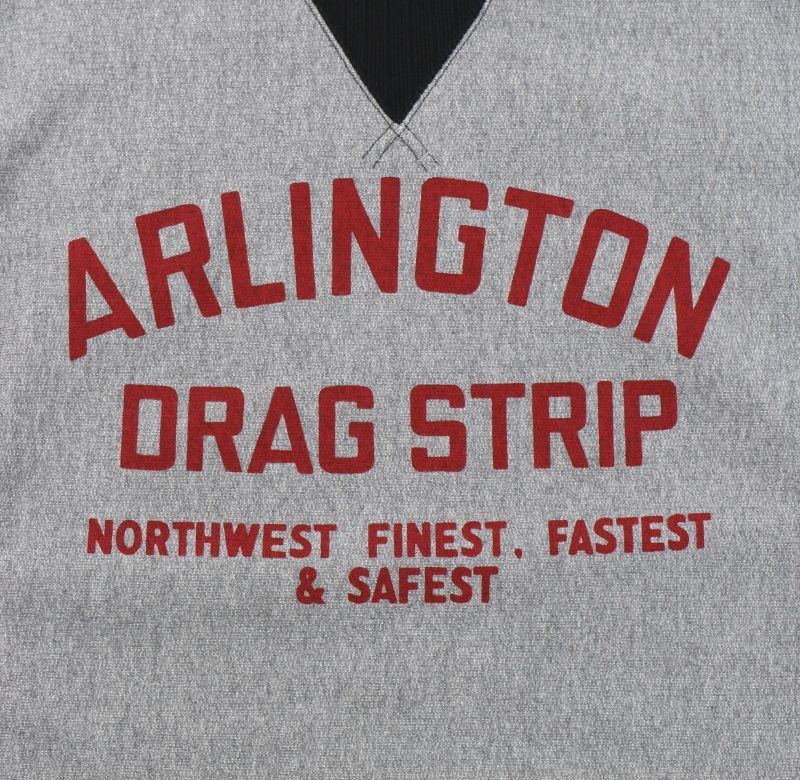 ARLINGTON
DRAG STRIP
NORTHWEST FINEST. FASTEST
& SAFEST